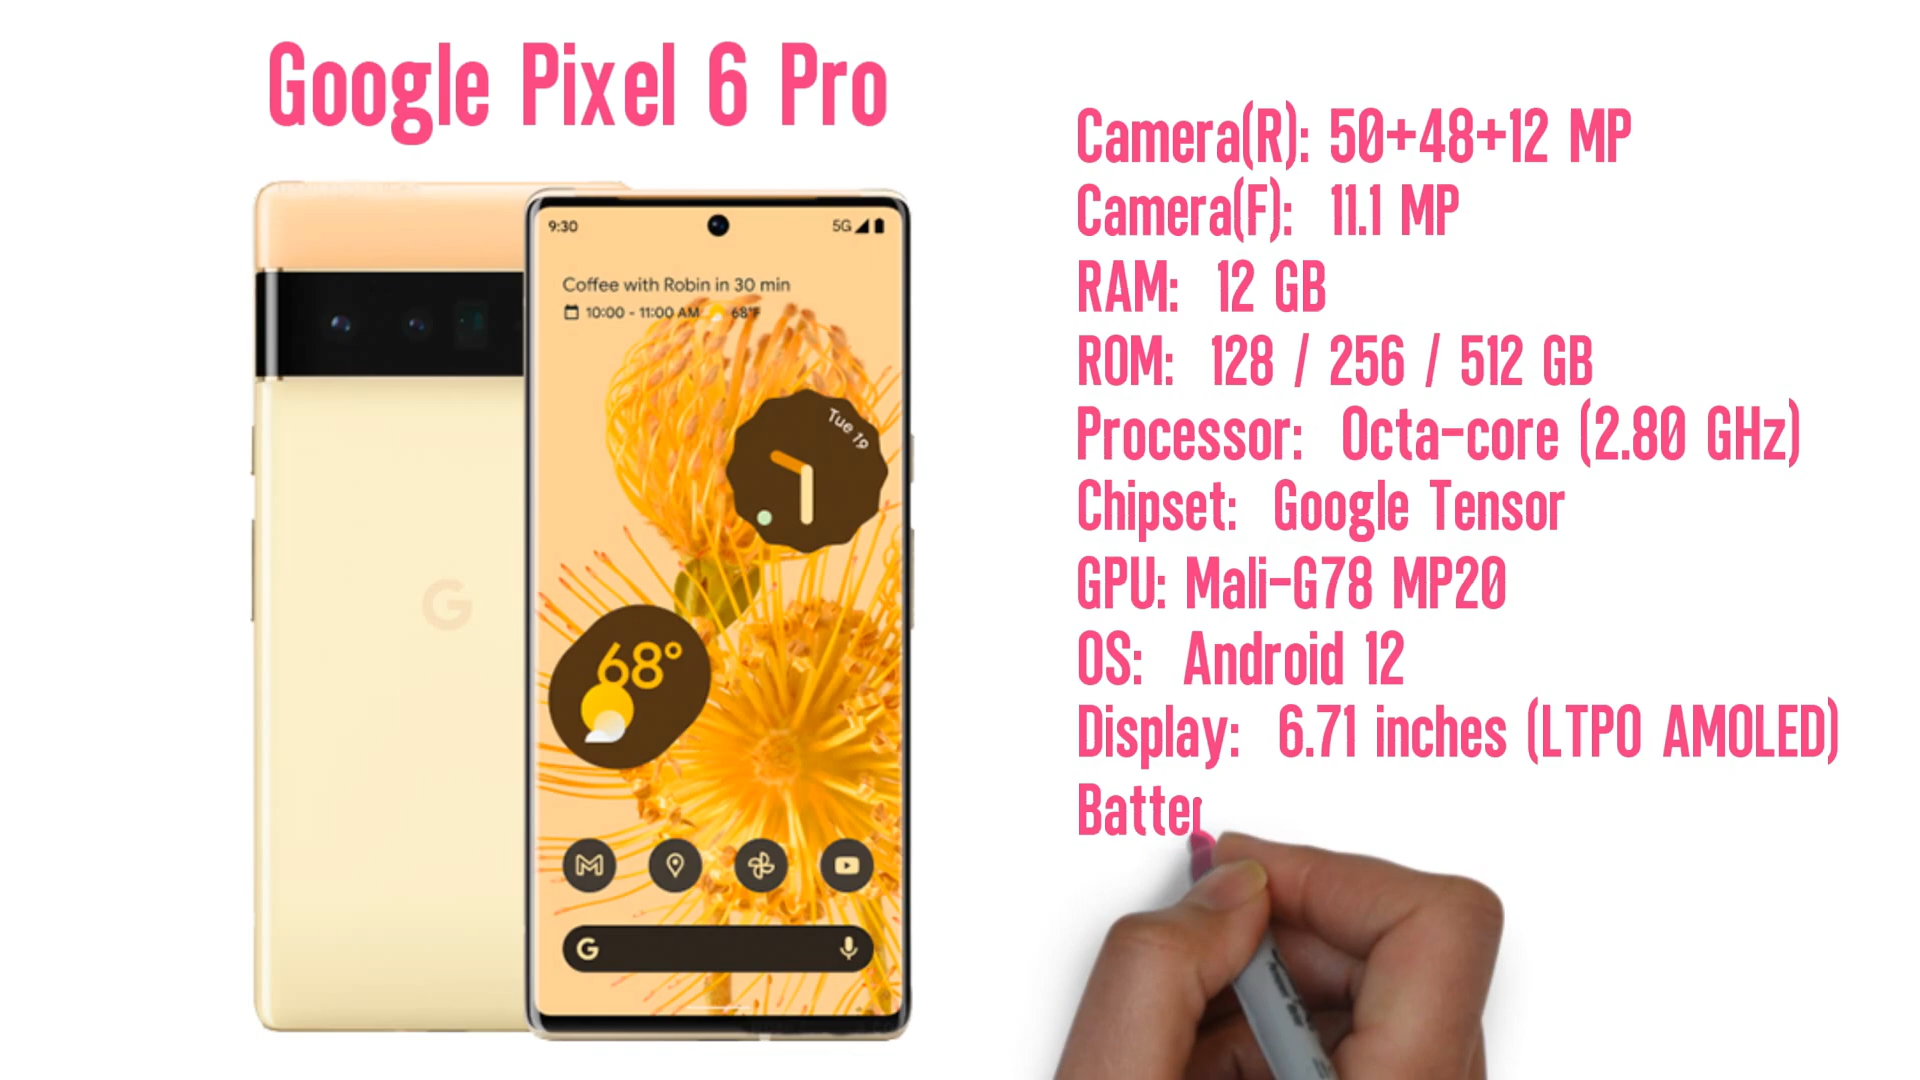 Google Pixel 6 Pro
Camera(R): 50+48+12 MP
Camera(F): 11.1 MP
RAM: 12 GB
ROM: 128 / 256 / 512 GB
Processor: Octa-core (2.80 GHz)
Chipset: Google Tensor
GPU: Mali-G78 MP20
OS: Android 12
Display: 6.71 inches (LTPO AMOLED)
Batter
9:30
5G
Coffee with Robin in 30 min
10:00 - 11:00 AM 68°F
Tue 19
68°
G
G